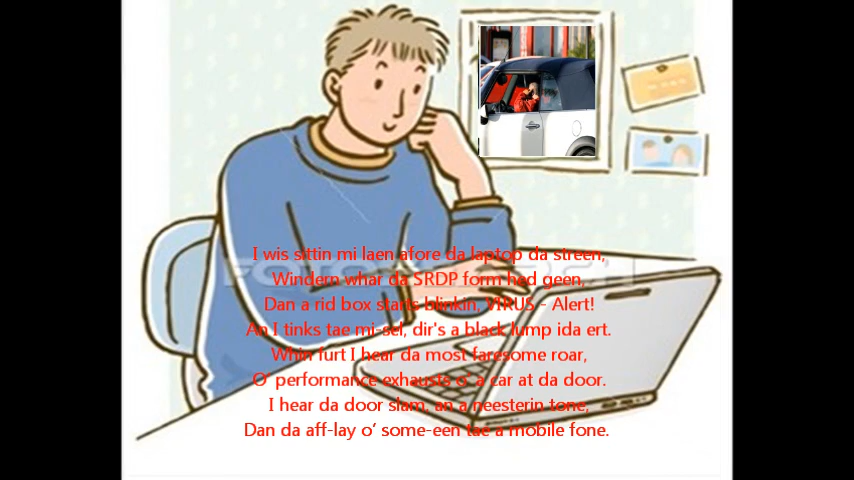 I wis sittin mi laen afore da laptop da streen,
Windern whar da SRDP form hed geen,
Dan a rid box starts blinkin, VIRUS - Alert!
An I tinks tae mi-sel, dir's a black lump ida ert.
Whin furt I hear da most faresome roar,
O' performance exhausts o' a car at da door.
I hear da door slam, an a neesterin tone,
Dan da aff-lay o' some-een tae a mobile fone.